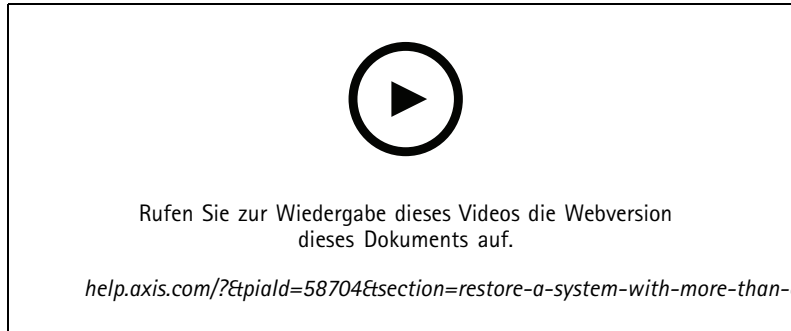 Rufen Sie zur Wiedergabe dieses Videos die Webversion
dieses Dokuments auf.
help.axis.com/?&piaId=58704&section=restore-a-system-with-more-than-